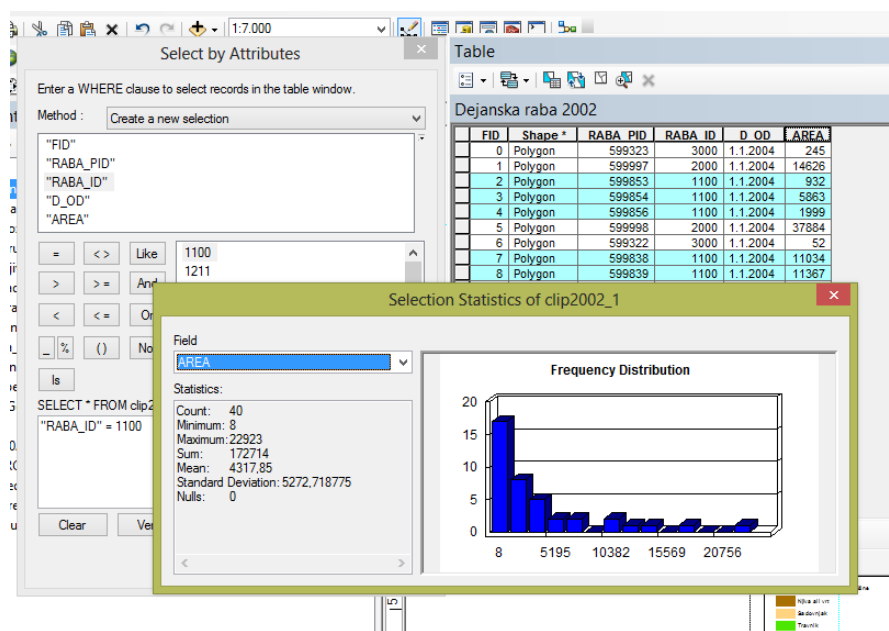 1:7.000
Select by Attributes
Enter a WHERE clause to select records in the table window.
Method :
Create a new selection
"FID"
"RABA_PID"
"RABA_ID"
"D_OD"
"AREA"
= <> Like
1100
1211
> >= And
< <=
_ % ()
Is
SELECT * FROM clip2
"RABA_ID" = 1100
Clear
Table
Dejanska raba 2002
FID Shape * RABA_PID RABA_ID D_OD AREA
0 Polygon 599323 3000 1.1.2004 245
1 Polygon 599997 2000 1.1.2004 14626
2 Polygon 599853 1100 1.1.2004 932
3 Polygon 599854 1100 1.1.2004 5863
4 Polygon 599856 1100 1.1.2004 1999
5 Polygon 599998 2000 1.1.2004 37884
6 Polygon 599322 3000 1.1.2004 52
7 Polygon 599838 1100 1.1.2004 11034
8 Polygon 599839 1100 1.1.2004 11367
Selection Statistics of clip2002_1
Field
AREA
Statistics:
Count: 40
Minimum: 8
Maximum: 22923
Sum: 172714
Mean: 4317,85
Standard Deviation: 5272,718775
Nulls: 0
Frequency Distribution
20
15
10
5
0
8 5195 10382 15569 20756
Njiva ali vrt
Sadovnjak
Travnik